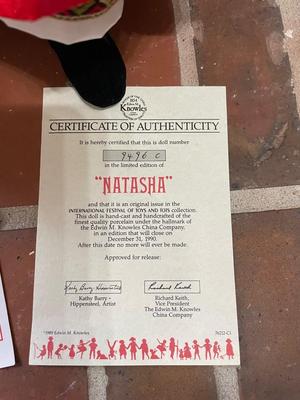 Knowles
CERTIFICATE OF AUTHENTICITY
It is hereby certified that this is doll number
9496 C
in the limited edition of
"NATASHA"
and that it is an original issue in the
INTERNATIONAL FESTIVAL OF TOYS AND TOTS collection.
This doll is hand-cast and handcrafted of the
finest quality porcelain under the hallmark of
the Edwin M. Knowles China Company,
in an edition that will close on
December 31, 1990.
After this date no more will ever be made.
Approved for release:
Kathy Barry-
Hippensteel, Artist
Richard Keith,
Vice President
The Edwin M. Knowles
China Company
©1989 Edwin M. Knowles
76212-C1